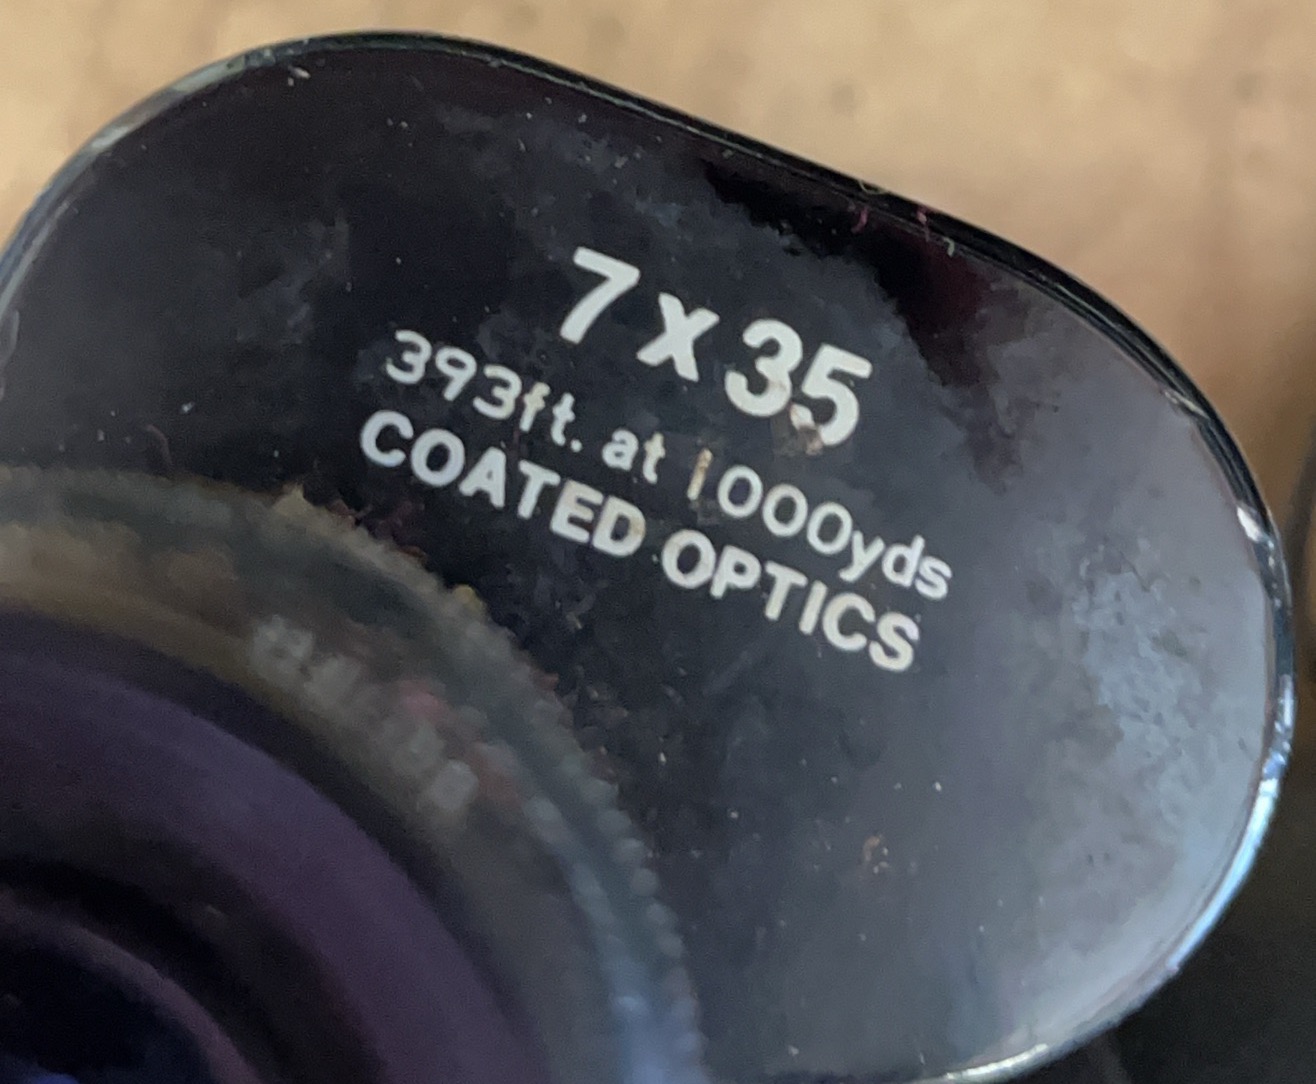 7 x 35
393ft. at 1000yds
COATED OPTICS